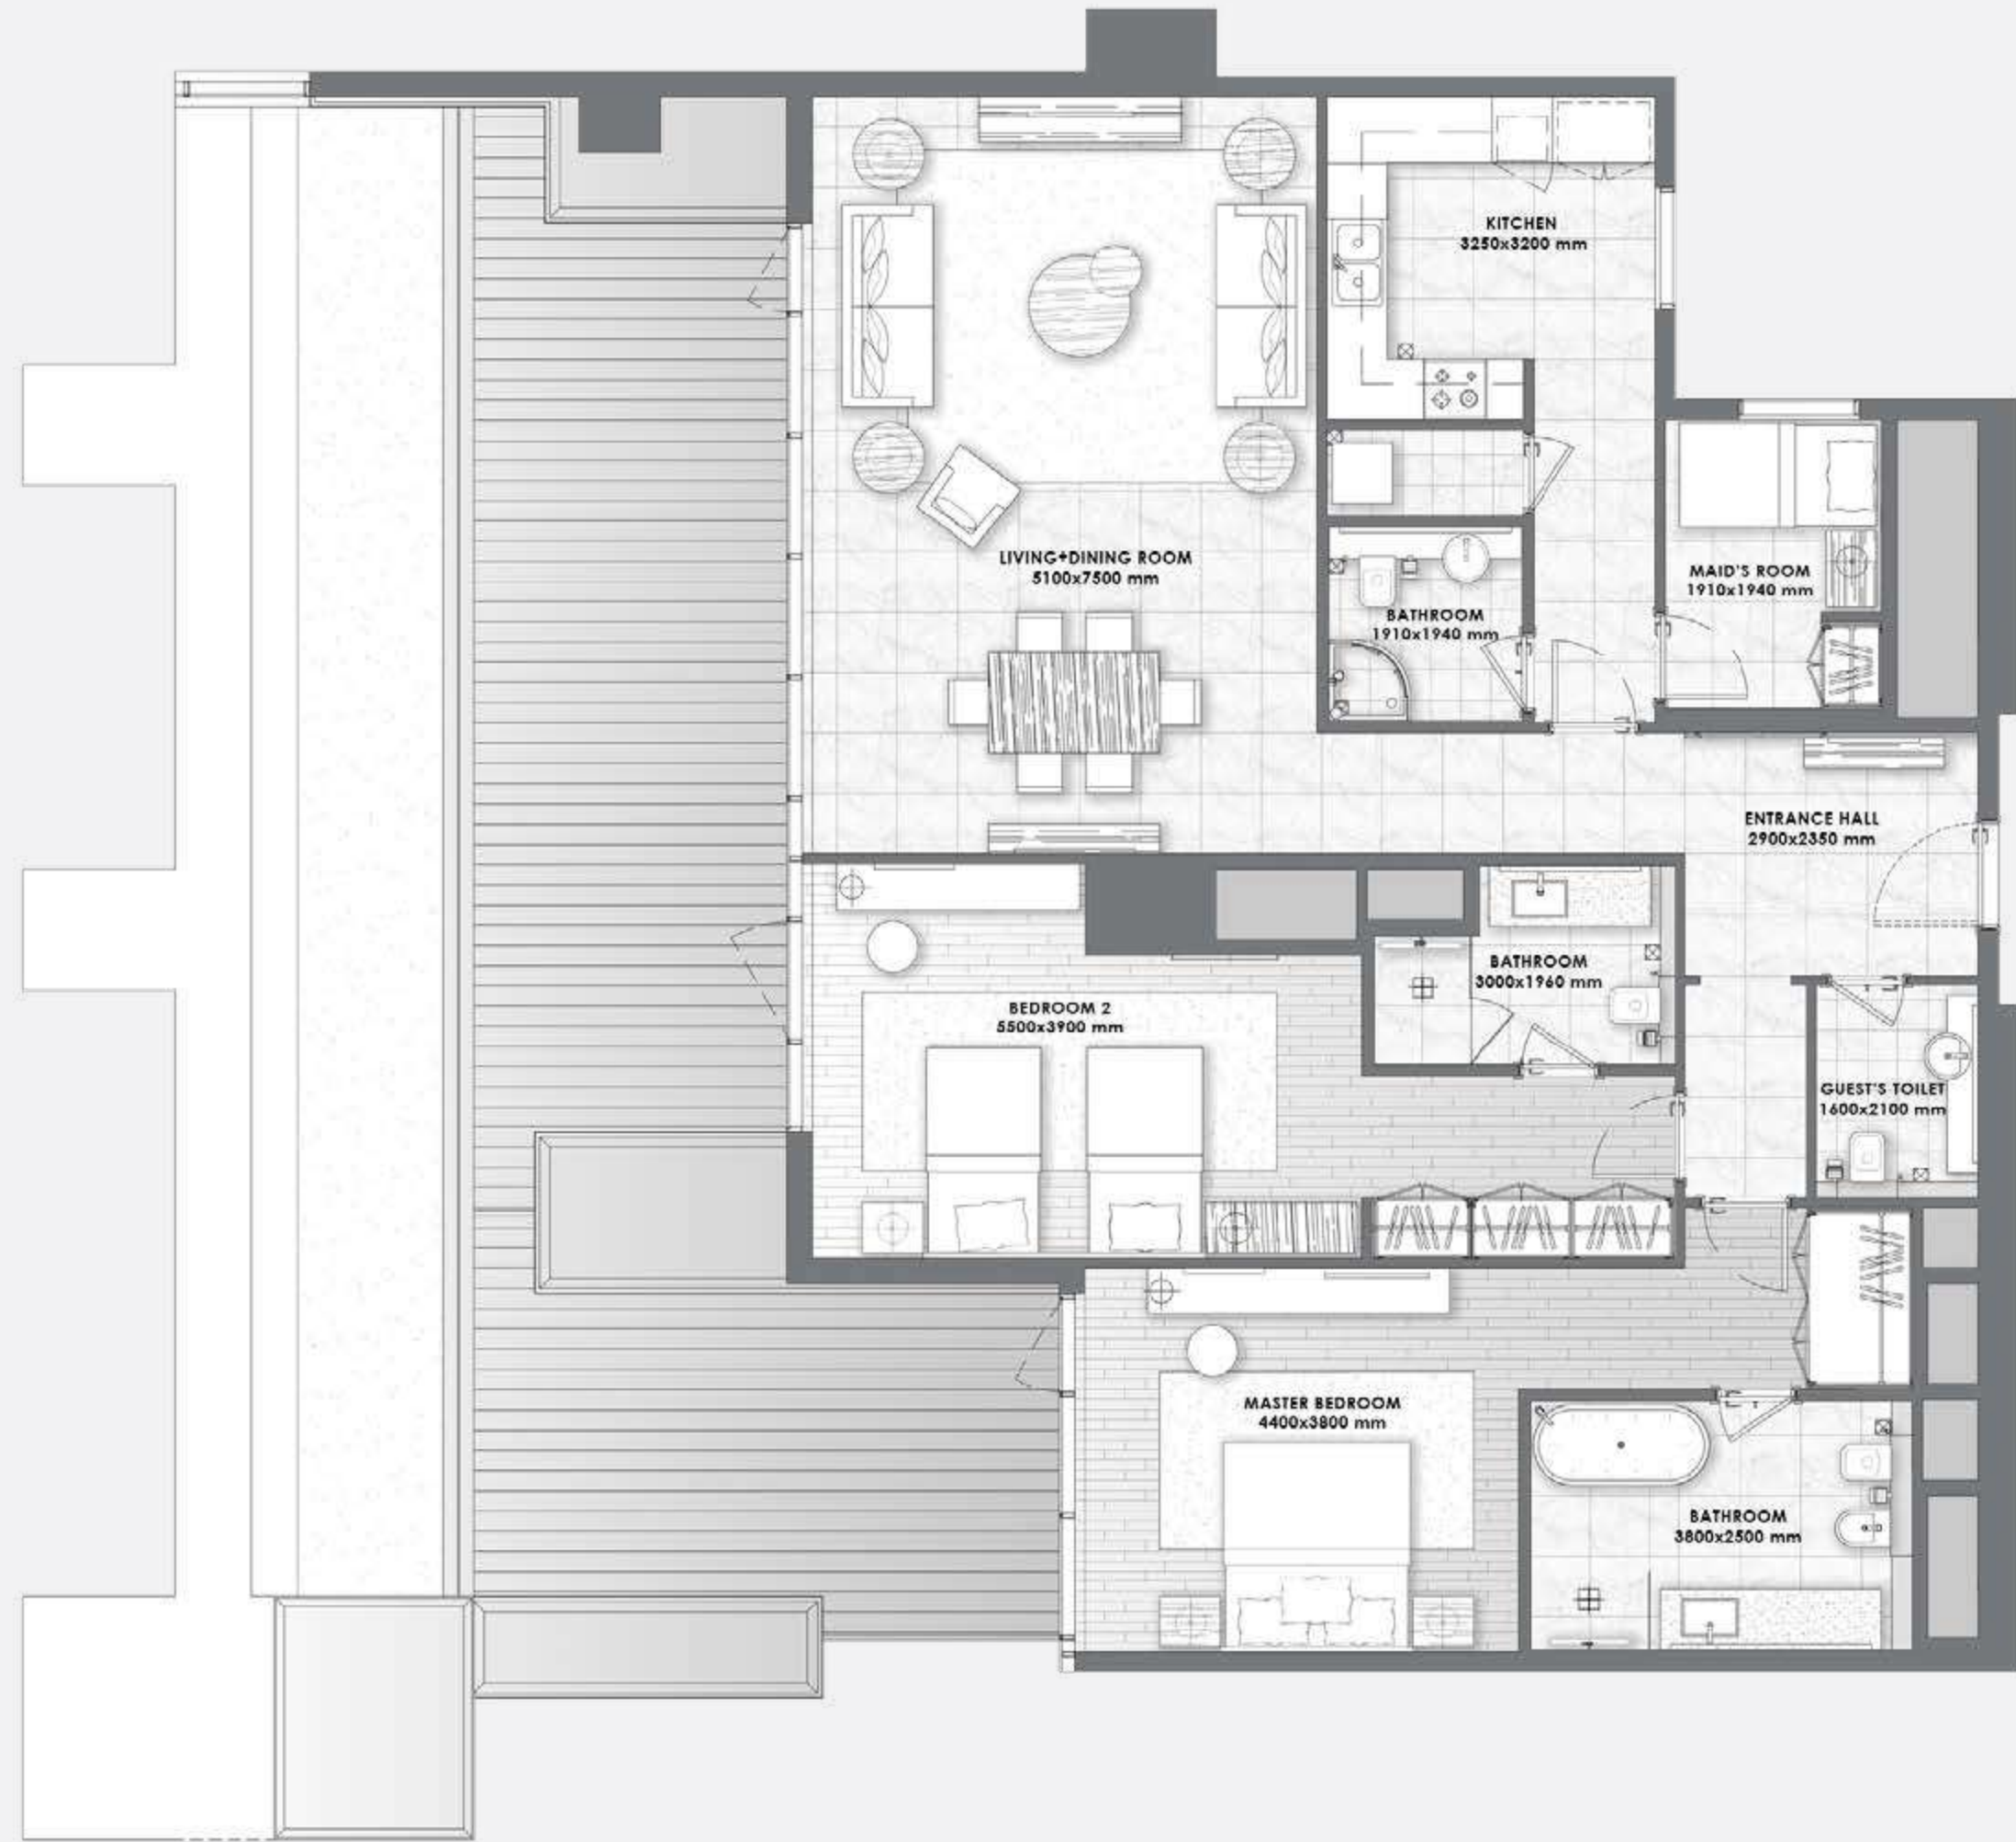 KITCHEN
3250x3200 mm
LIVING+DINING ROOM
5100x7500 mm
MAID'S ROOM
1910x1940 mm
BATHROOM
1910x1940 mm
ENTRANCE HALL
2900x2350 mm
BATHROOM
3000x1960 mm
BEDROOM 2
5500x3900 mm
GUEST'S TOILET
1600x2100 mm
MASTER BEDROOM
4400x3800 mm
BATHROOM
3800x2500 mm